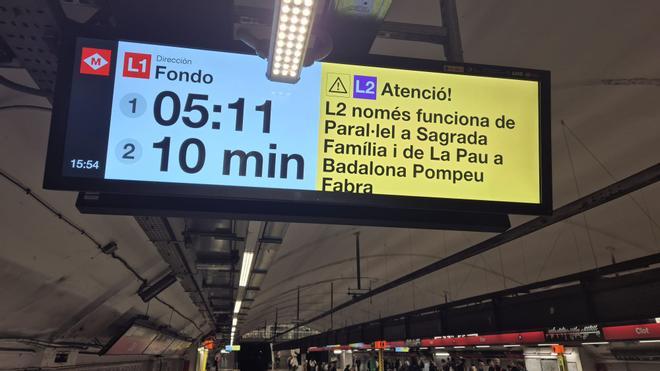 M
L1
Dirección
Fondo
1 05:11
2 10 min
15:54
L2 Atenció!
L2 només funciona de
Paral·lel a Sagrada
Família i de La Pau a
Badalona Pompeu
Fabra
Clot